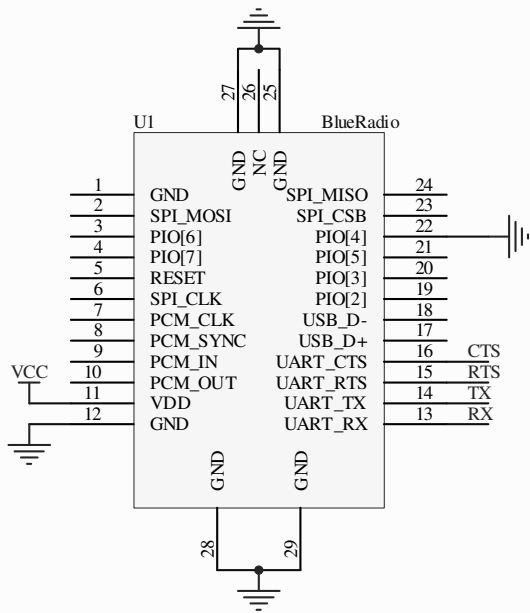 27 26 25
U1 BlueRadio
GND NC GND
1 GND SPI_MISO 24
2 SPI_MOSI SPI_CSB 23
3 PIO[6] PIO[4] 22
4 PIO[7] PIO[5] 21
5 RESET PIO[3] 20
6 SPI_CLK PIO[2] 19
7 PCM_CLK USB_D- 18
8 PCM_SYNC USB_D+ 17
9 PCM_IN UART_CTS 16 CTS
VCC 10 PCM_OUT UART_RTS 15 RTS
11 VDD UART_TX 14 TX
12 GND UART_RX 13 RX
GND GND
28 29